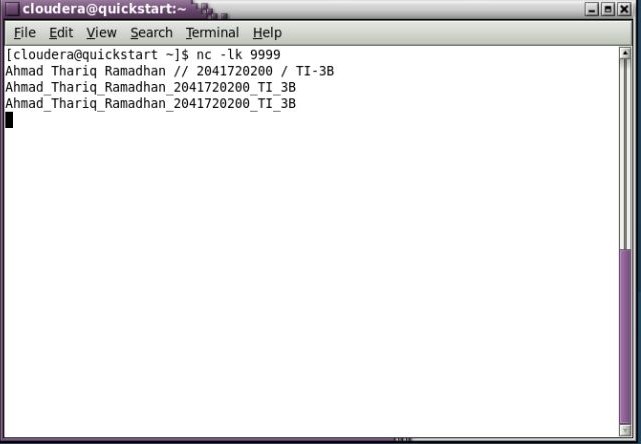 cloudera@quickstart:~
File Edit View Search Terminal Help
[cloudera@quickstart ~]$ nc -lk 9999
Ahmad Thariq Ramadhan // 2041720200 / TI-3B
Ahmad_Thariq_Ramadhan_2041720200_TI_3B
Ahmad_Thariq_Ramadhan_2041720200_TI_3B